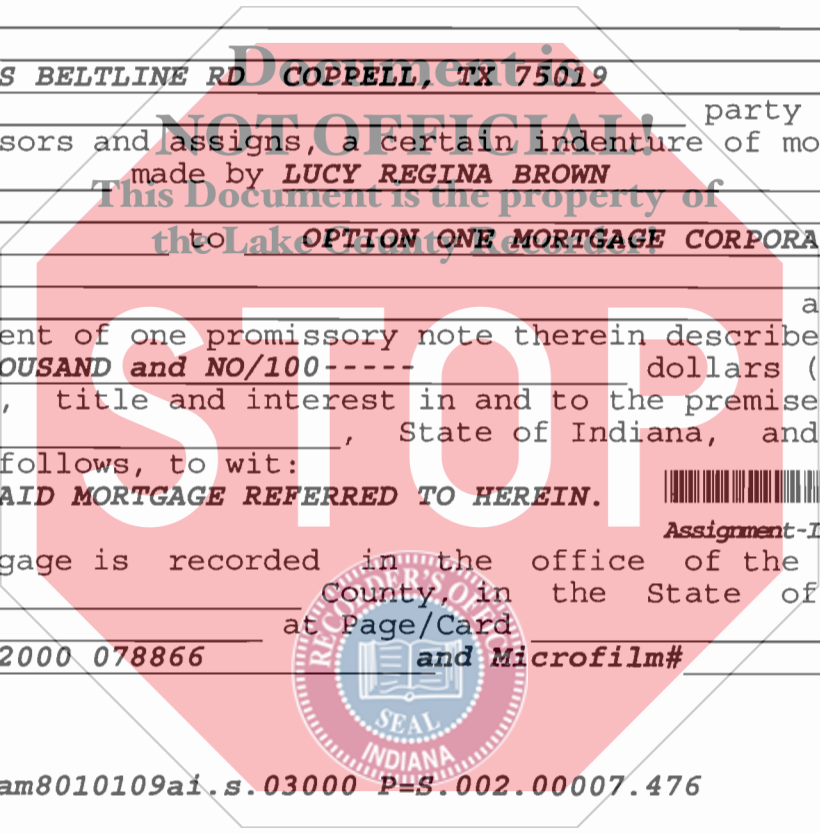 S BELTLINE RD COPPELL, TX 75019
Document is
party
NOT OFFICIAL!
sors and assigns, a certain indenture of mo
made by LUCY REGINA BROWN
This Document is the property of
to OPTION ONE MORTGAGE CORPORA
the Lake County Recorder!
a
ent of one promissory note therein describe
OUSAND and NO/100-----
dollars (
, title and interest in and to the premise
, State of Indiana, and
follows, to wit:
AID MORTGAGE REFERRED TO HEREIN.
STOP
Assignment-I
gage is recorded in the office of the
County, in the State of
at Page/Card
2000 078866 and Microfilm#
RECORDER'S OFFICE
SEAL
INDIANA
am8010109ai.s.03000 P=S.002.00007.476